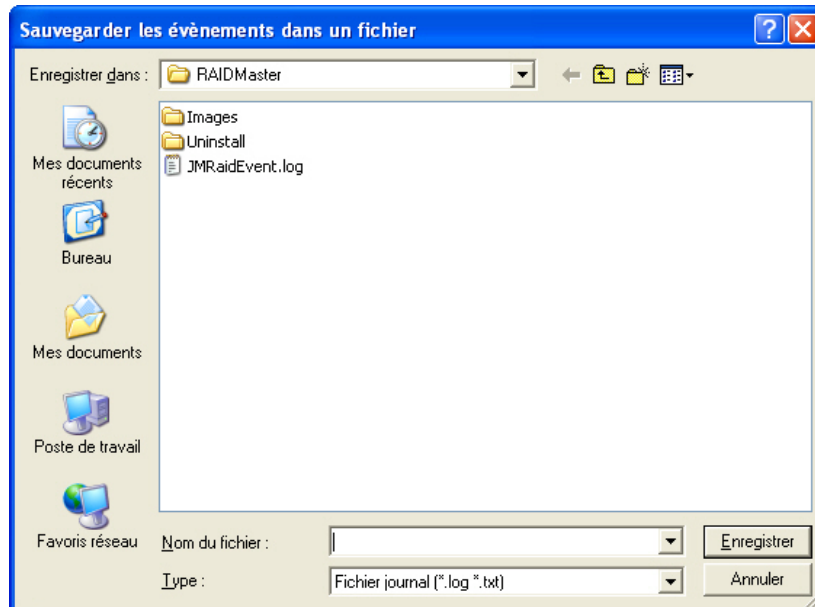 Sauvegarder les évènements dans un fichier
Enregistrer dans :
RAIDMaster
Images
Uninstall
JMRaidEvent.log
Mes documents
récents
Bureau
Mes documents
Poste de travail
Favoris réseau
Nom du fichier :
Enregistrer
Type :
Fichier journal (*.log *.txt)
Annuler